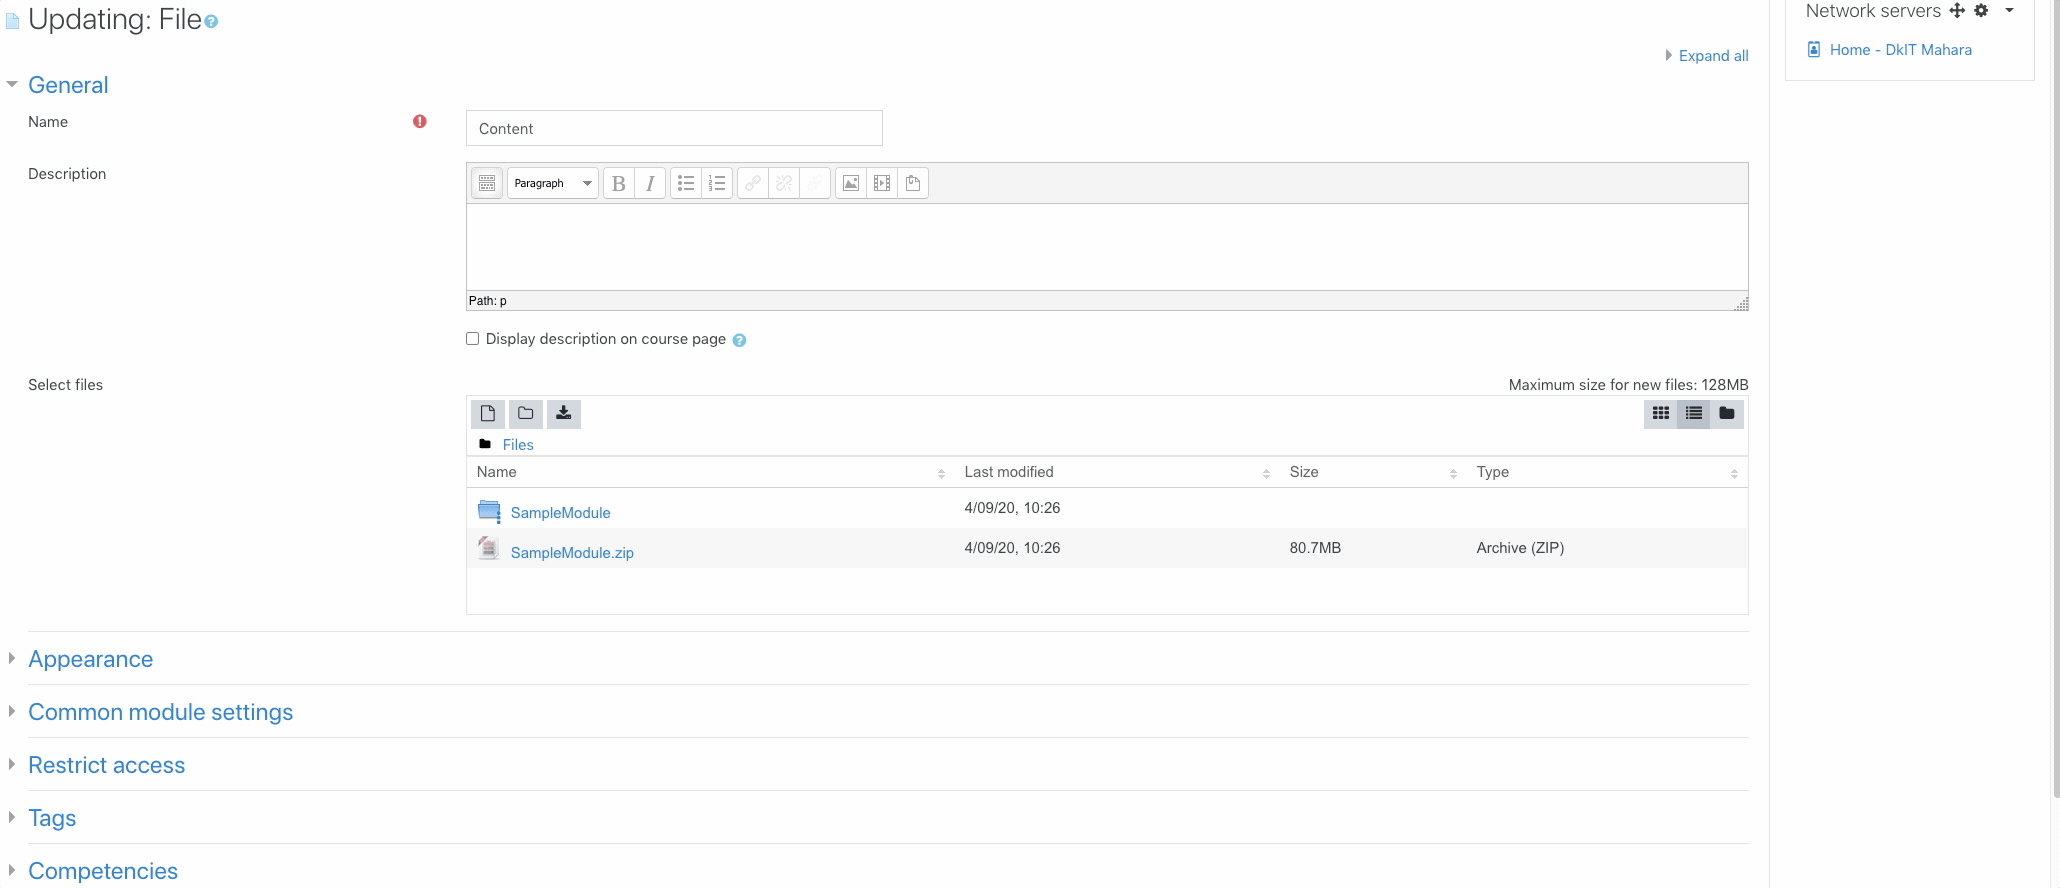 Updating: File
Network servers
Home - DkIT Mahara
Expand all
General
Name
Content
Description
Paragraph
B I
Path: p
Display description on course page
Select files
Maximum size for new files: 128MB
Files
Name Last modified Size Type
SampleModule 4/09/20, 10:26
SampleModule.zip 4/09/20, 10:26 80.7MB Archive (ZIP)
Appearance
Common module settings
Restrict access
Tags
Competencies